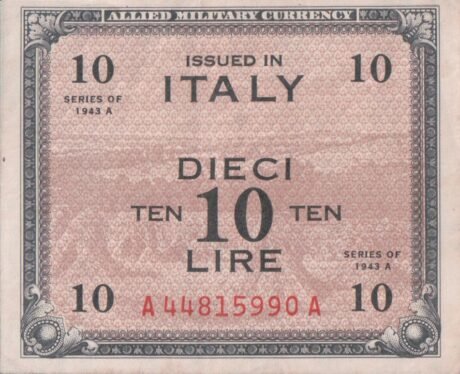 ALLIED MILITARY CURRENCY
10 ISSUED IN 10
ITALY
SERIES OF
1943 A
DIECI
TEN 10 TEN
LIRE
SERIES OF
1943 A
10 A 44815990 A 10